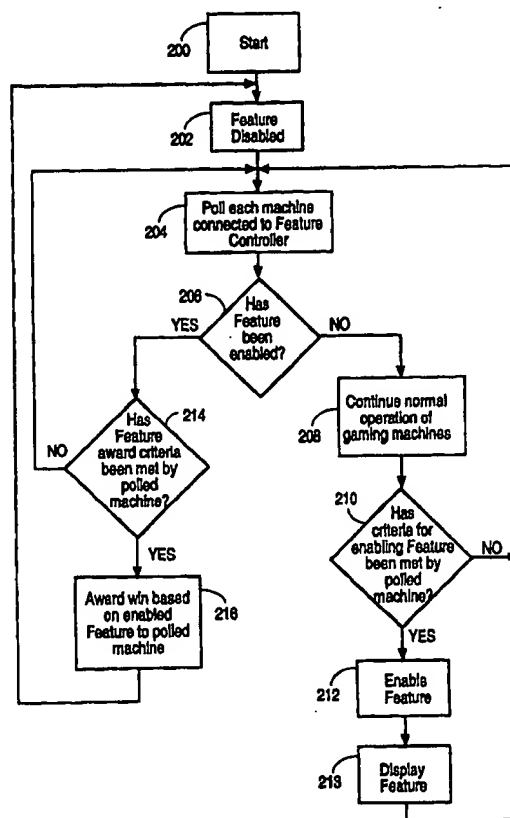 200
Start
202
Feature
Disabled
204
Poll each machine
connected to Feature
Controller
206
Has
Feature
been
enabled?
YES
NO
214
Has
Feature
award criteria
been met by
polled
machine?
NO
YES
216
Award win based
on enabled
Feature to polled
machine
208
Continue normal
operation of
gaming machines
210
Has
criteria for
enabling Feature
been met by
polled
machine?
NO
YES
212
Enable
Feature
213
Display
Feature